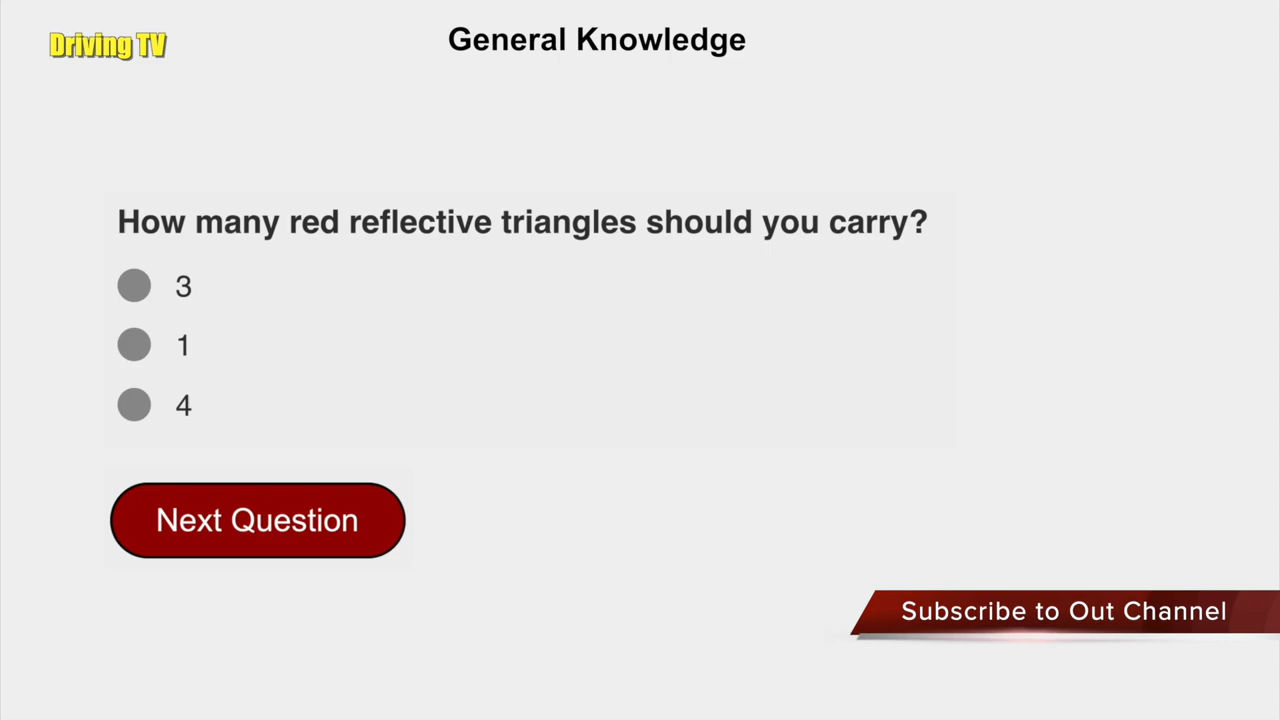 Driving TV
General Knowledge
How many red reflective triangles should you carry?
3
1
4
Next Question
Subscribe to Out Channel